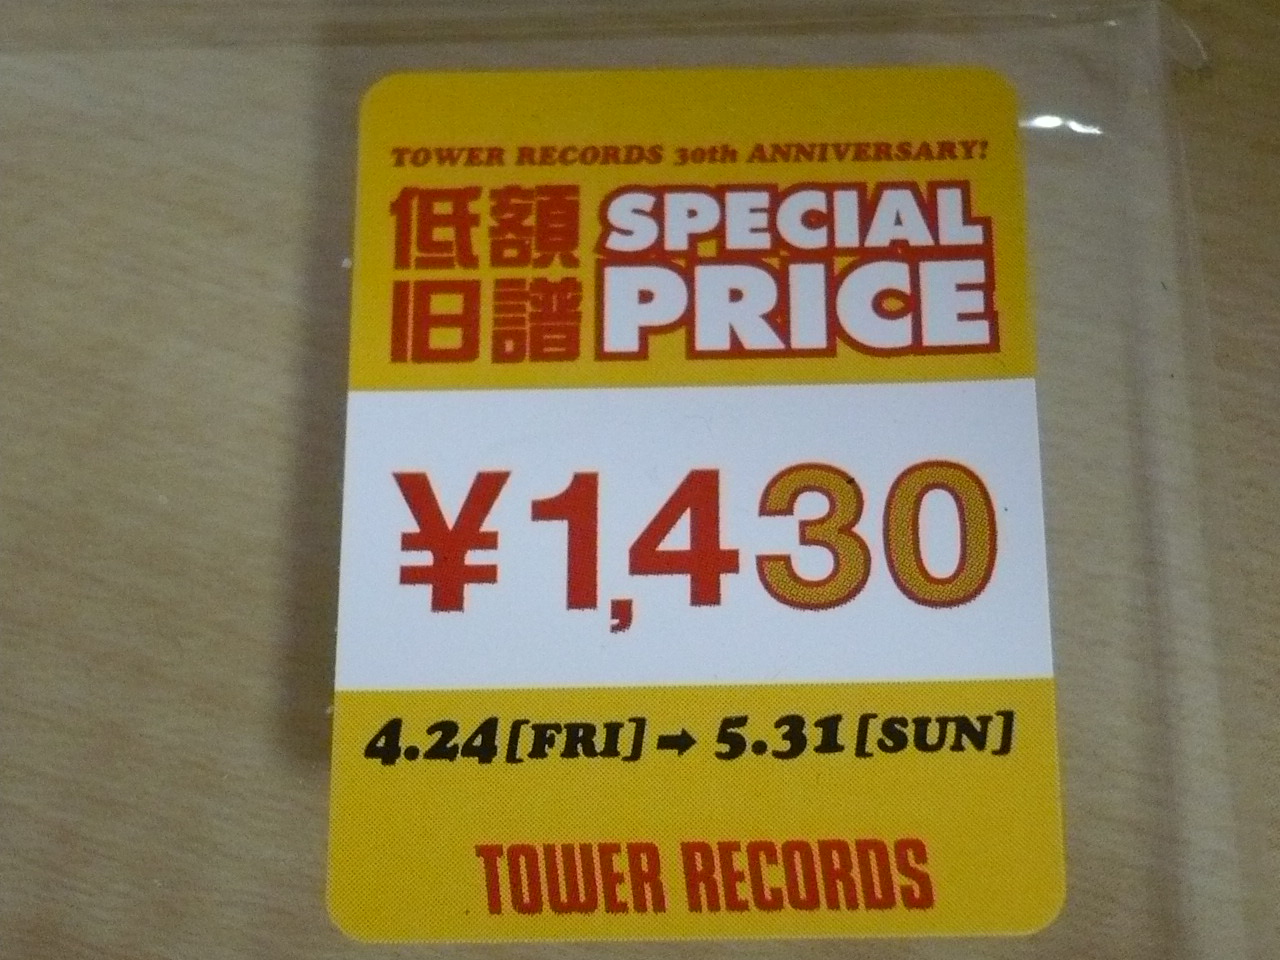 TOWER RECORDS 30th ANNIVERSARY!
低額 SPECIAL
旧譜 PRICE
¥1,430
4.24[FRI]➡5.31[SUN]
TOWER RECORDS